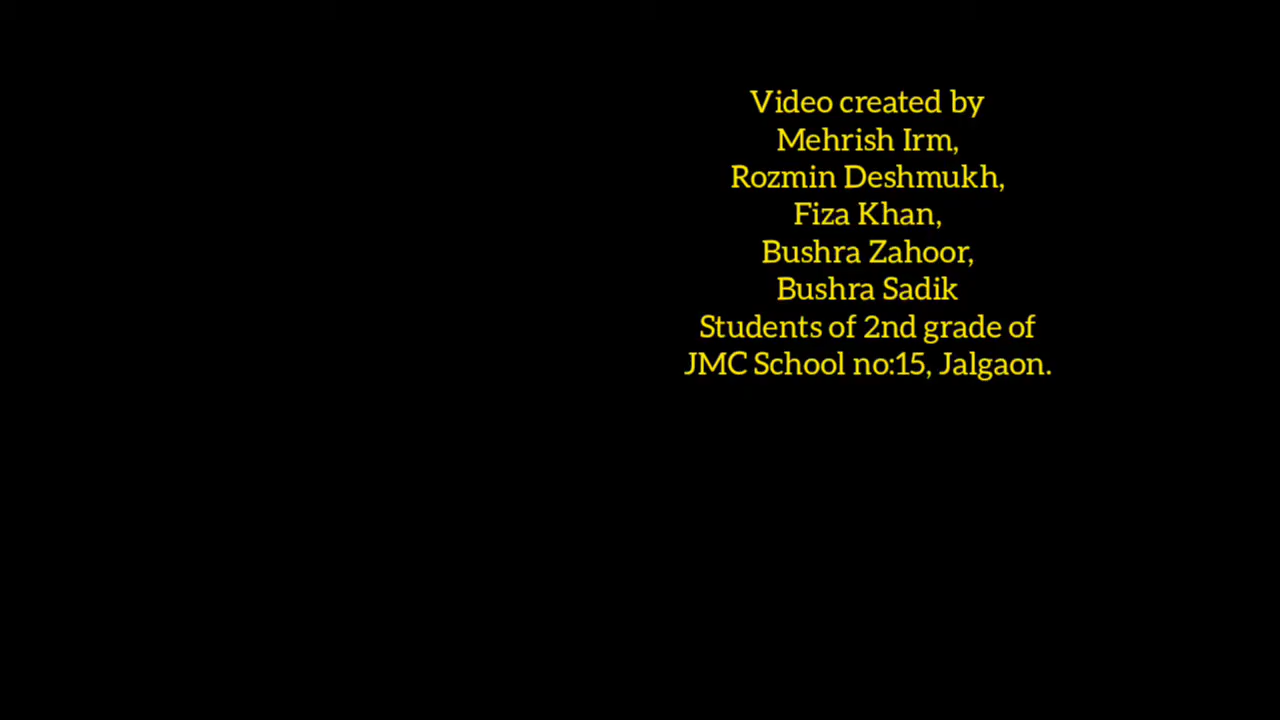 Video created by
Mehrish Irm,
Rozmin Deshmukh,
Fiza Khan,
Bushra Zahoor,
Bushra Sadik
Students of 2nd grade of
JMC School no:15, Jalgaon.